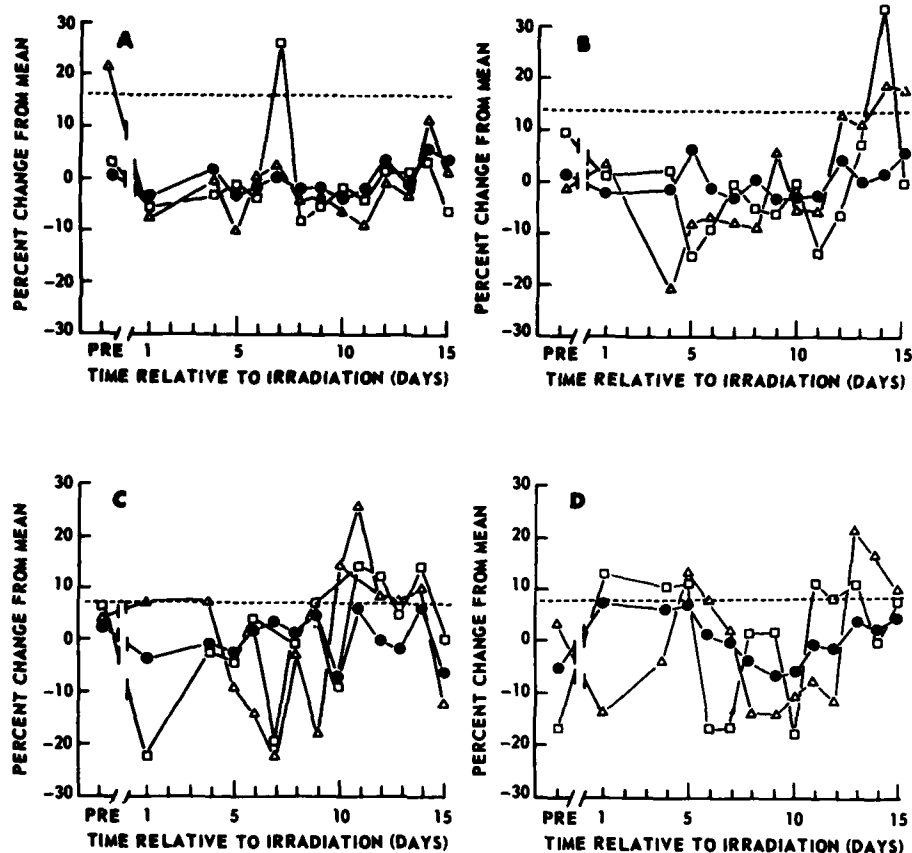 A
PERCENT CHANGE FROM MEAN
30
20
10
0
-10
-20
-30
PRE 1 5 10 15
TIME RELATIVE TO IRRADIATION (DAYS)
B
PERCENT CHANGE FROM MEAN
30
20
10
0
-10
-20
-30
PRE 1 5 10 15
TIME RELATIVE TO IRRADIATION (DAYS)
C
PERCENT CHANGE FROM MEAN
30
20
10
0
-10
-20
-30
PRE 1 5 10 15
TIME RELATIVE TO IRRADIATION (DAYS)
D
PERCENT CHANGE FROM MEAN
30
20
10
0
-10
-20
-30
PRE 1 5 10 15
TIME RELATIVE TO IRRADIATION (DAYS)